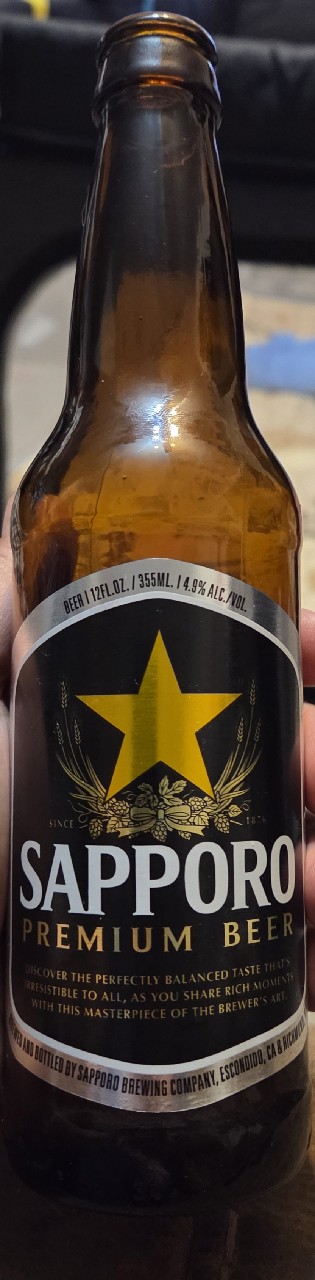 BEER | 12FL.OZ. / 355ML. | 4.9% ALC./VOL.
SINCE 1876
SAPPORO
PREMIUM BEER
DISCOVER THE PERFECTLY BALANCED TASTE THAT'S
IRRESISTIBLE TO ALL, AS YOU SHARE RICH MOMENTS
WITH THIS MASTERPIECE OF THE BREWER'S ART.
AND BOTTLED BY SAPPORO BREWING COMPANY, ESCONDIDO, CA &